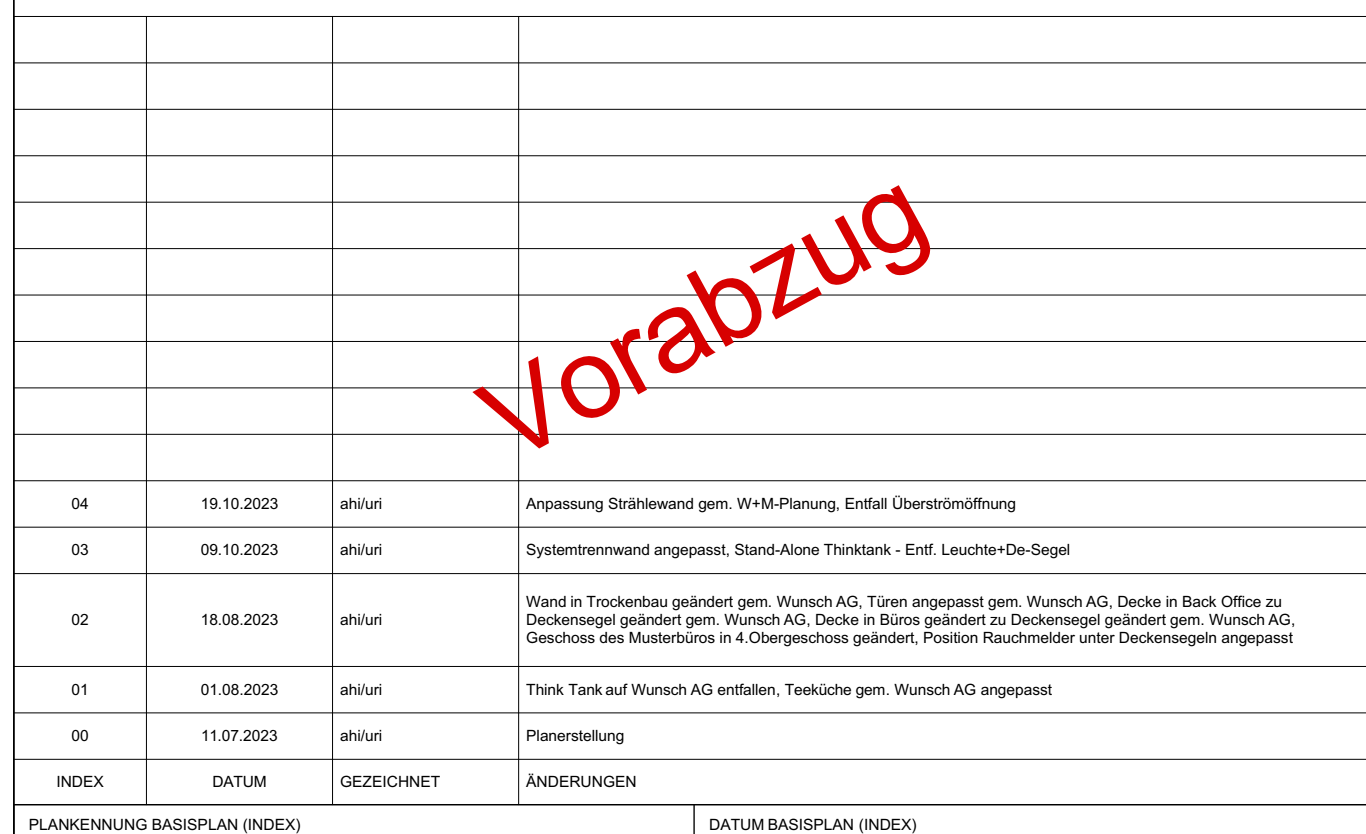 Vorabzug
04 19.10.2023 ahi/uri Anpassung Strählewand gem. W+M-Planung, Entfall Überströmöffnung
03 09.10.2023 ahi/uri Systemtrennwand angepasst, Stand-Alone Thinktank - Entf. Leuchte+De-Segel
02 18.08.2023 ahi/uri Wand in Trockenbau geändert gem. Wunsch AG, Türen angepasst gem. Wunsch AG, Decke in Back Office zu
Deckensegel geändert gem. Wunsch AG, Decke in Büros geändert zu Deckensegel geändert gem. Wunsch AG,
Geschoss des Musterbüros in 4.Obergeschoss geändert, Position Rauchmelder unter Deckensegeln angepasst
01 01.08.2023 ahi/uri Think Tank auf Wunsch AG entfallen, Teeküche gem. Wunsch AG angepasst
00 11.07.2023 ahi/uri Planerstellung
INDEX DATUM GEZEICHNET ÄNDERUNGEN
PLANKENNUNG BASISPLAN (INDEX) DATUM BASISPLAN (INDEX)